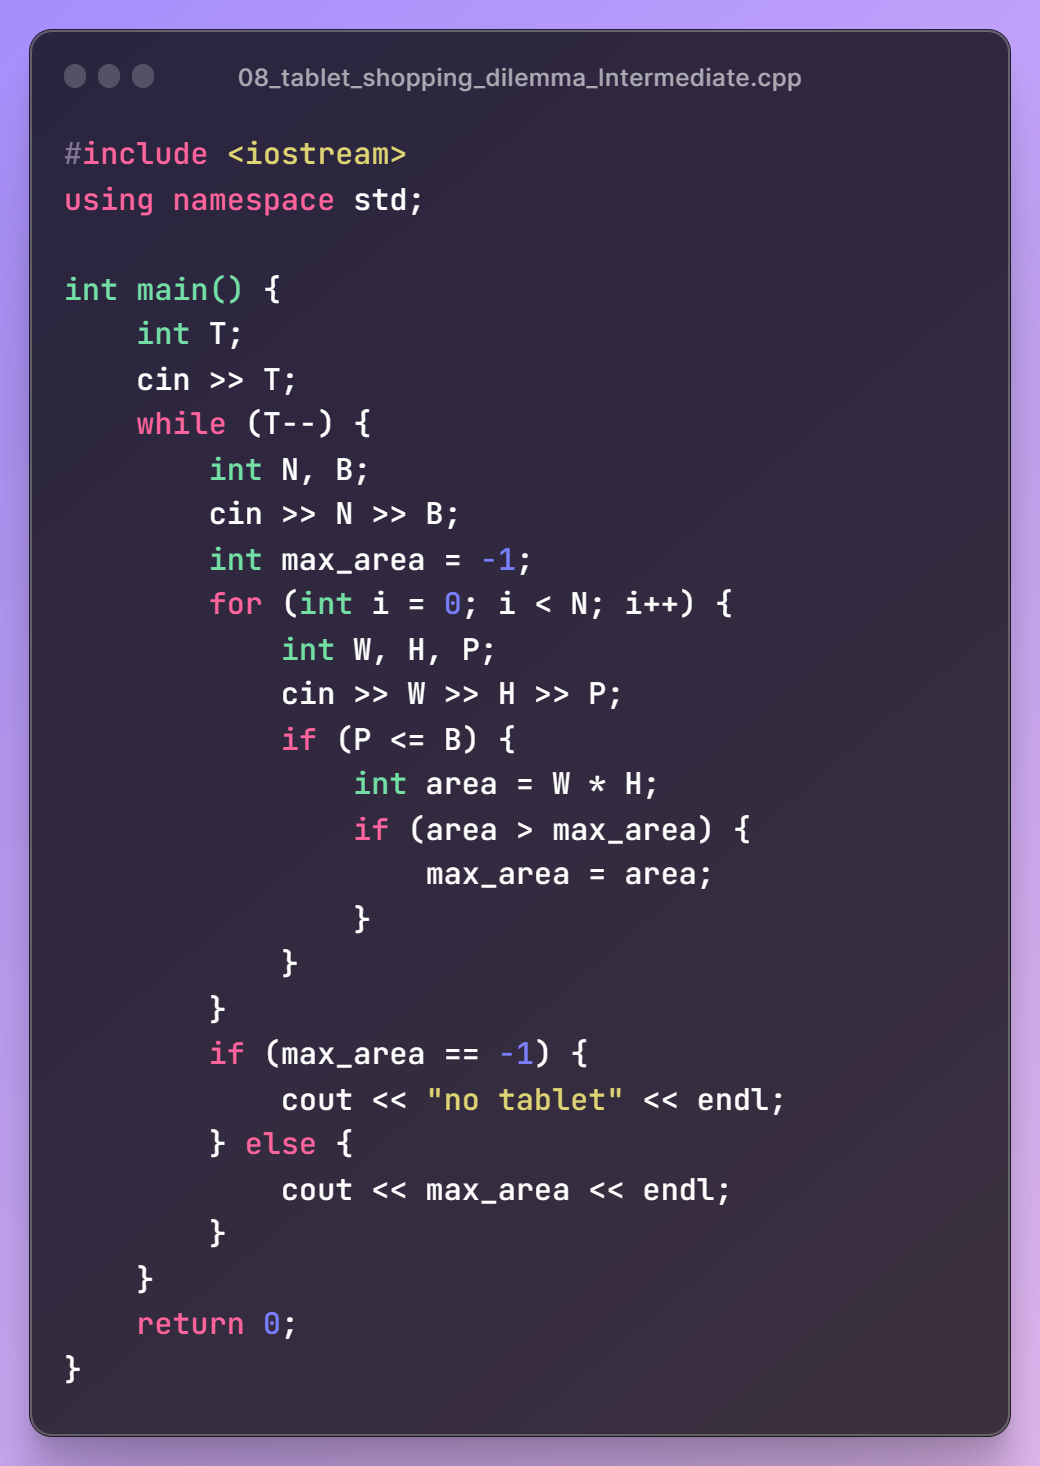 08_tablet_shopping_dilemma_Intermediate.cpp
#include <iostream>
using namespace std;

int main() {
    int T;
    cin >> T;
    while (T--) {
        int N, B;
        cin >> N >> B;
        int max_area = -1;
        for (int i = 0; i < N; i++) {
            int W, H, P;
            cin >> W >> H >> P;
            if (P <= B) {
                int area = W * H;
                if (area > max_area) {
                    max_area = area;
                }
            }
        }
        if (max_area == -1) {
            cout << "no tablet" << endl;
        } else {
            cout << max_area << endl;
        }
    }
    return 0;
}